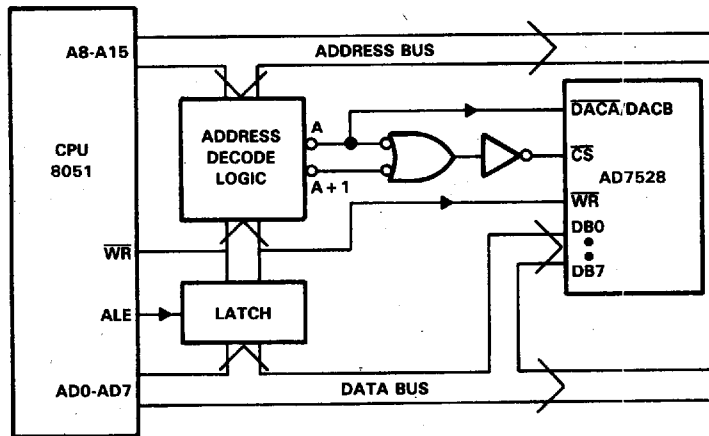 A8-A15
ADDRESS BUS
CPU
8051
ADDRESS
DECODE
LOGIC
A
A + 1
DACA/DACB
CS
AD7528
WR
DB0
DB7
WR
ALE
LATCH
AD0-AD7
DATA BUS